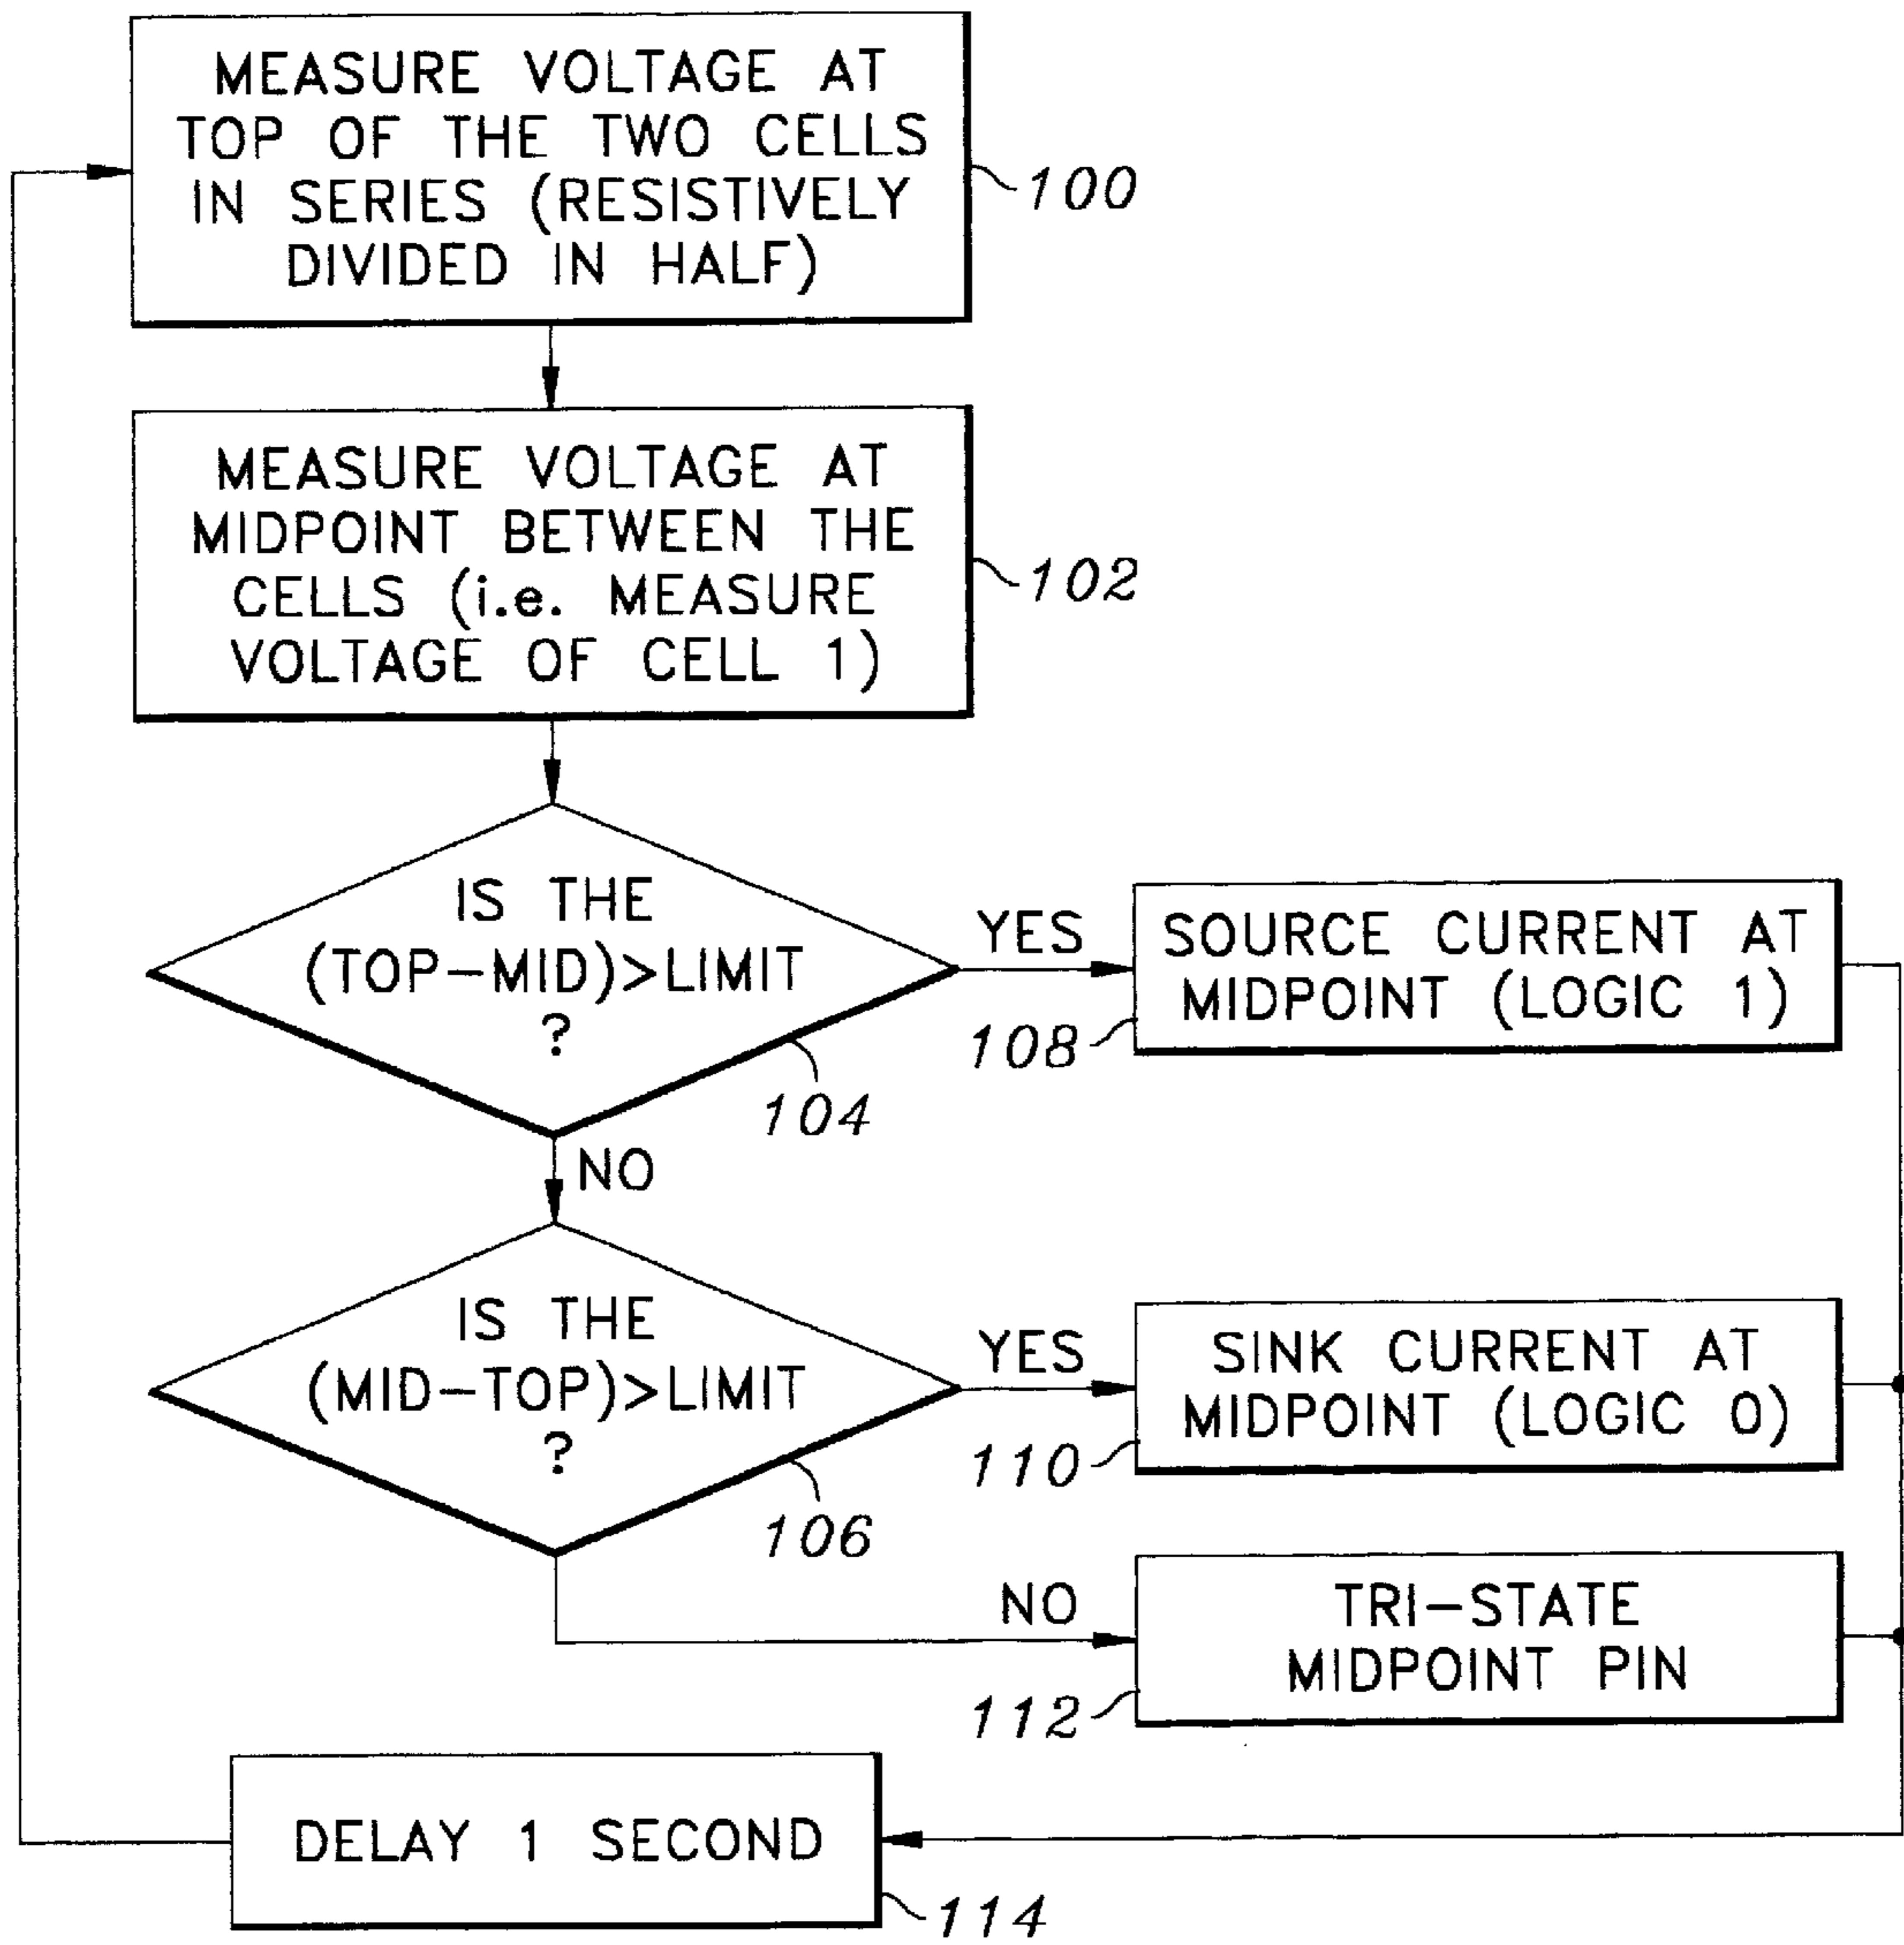 MEASURE VOLTAGE AT
TOP OF THE TWO CELLS
IN SERIES (RESISTIVELY
DIVIDED IN HALF)
100
MEASURE VOLTAGE AT
MIDPOINT BETWEEN THE
CELLS (i.e. MEASURE
VOLTAGE OF CELL 1)
102
IS THE
(TOP-MID)>LIMIT
?
104
YES
SOURCE CURRENT AT
MIDPOINT (LOGIC 1)
108
NO
IS THE
(MID-TOP)>LIMIT
?
106
YES
SINK CURRENT AT
MIDPOINT (LOGIC 0)
110
NO
TRI-STATE
MIDPOINT PIN
112
DELAY 1 SECOND
114